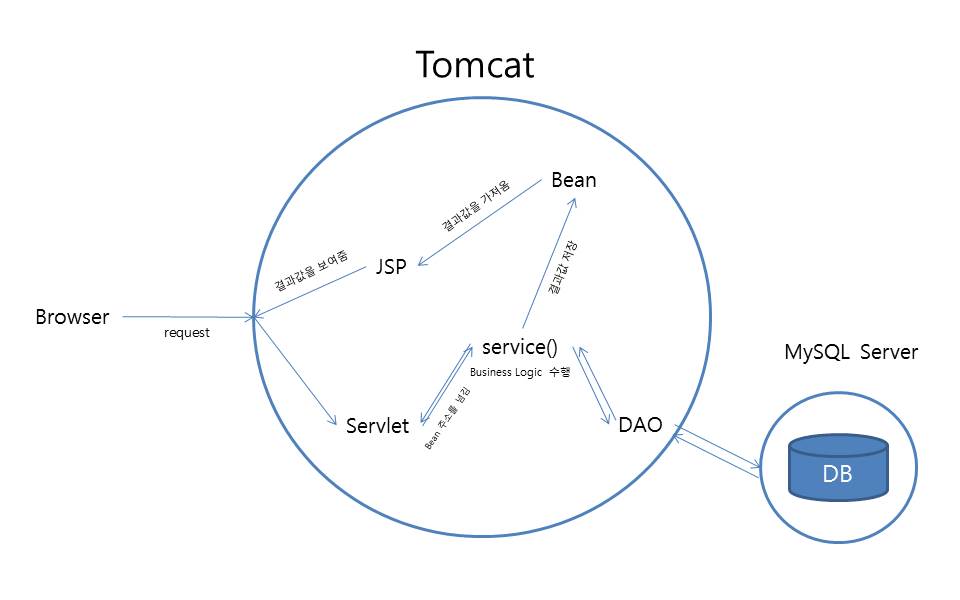 Tomcat
Bean
결과값을 가져옴
결과값을 보여줌
JSP
결과값 저장
Browser
request
service()
Business Logic 수행
MySQL Server
Servlet
Bean 주소를 넘김
DAO
DB